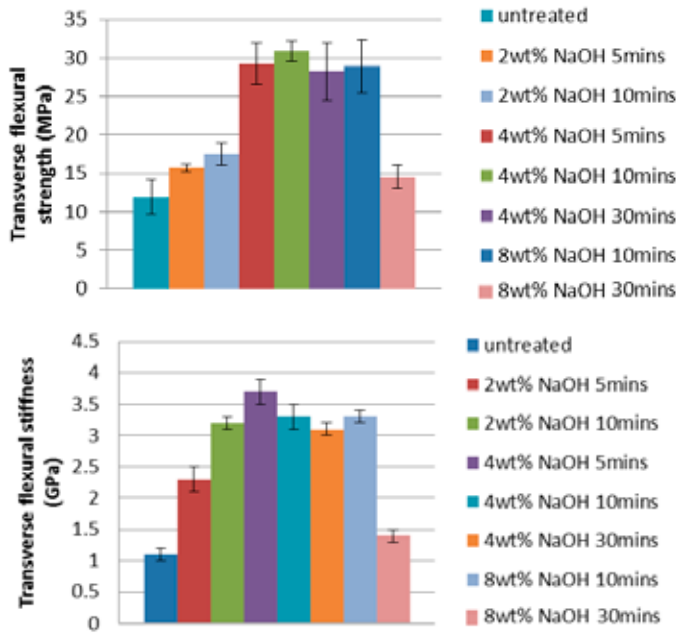 Transverse flexural
strength (MPa)
35
30
25
20
15
10
5
0
untreated
2wt% NaOH 5mins
2wt% NaOH 10mins
4wt% NaOH 5mins
4wt% NaOH 10mins
4wt% NaOH 30mins
8wt% NaOH 10mins
8wt% NaOH 30mins
Transverse flexural stiffness
(GPa)
4.5
4
3.5
3
2.5
2
1.5
1
0.5
0
untreated
2wt% NaOH 5mins
2wt% NaOH 10mins
4wt% NaOH 5mins
4wt% NaOH 10mins
4wt% NaOH 30mins
8wt% NaOH 10mins
8wt% NaOH 30mins